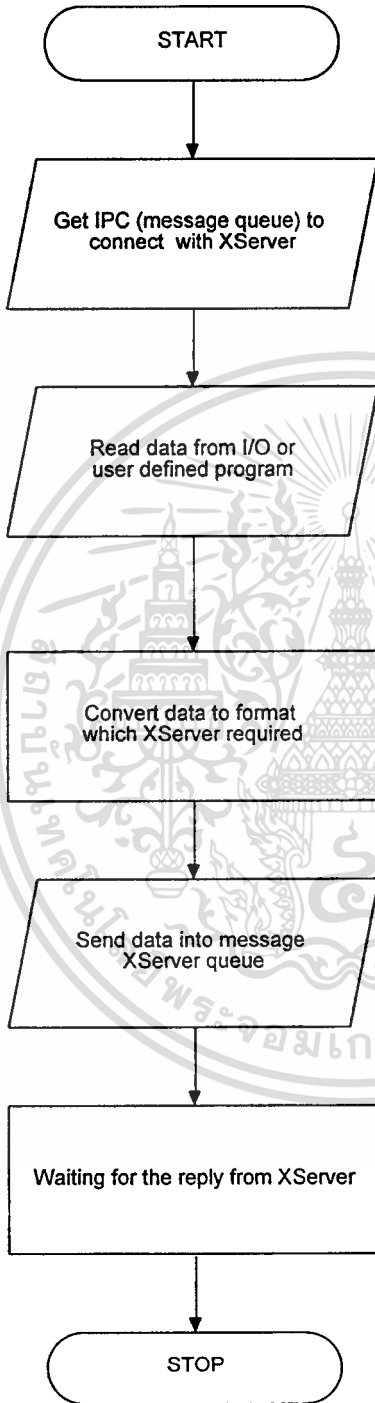 START
Get IPC (message queue) to
connect with XServer
Read data from I/O or
user defined program
Convert data to format
which XServer required
Send data into message
XServer queue
Waiting for the reply from XServer
STOP